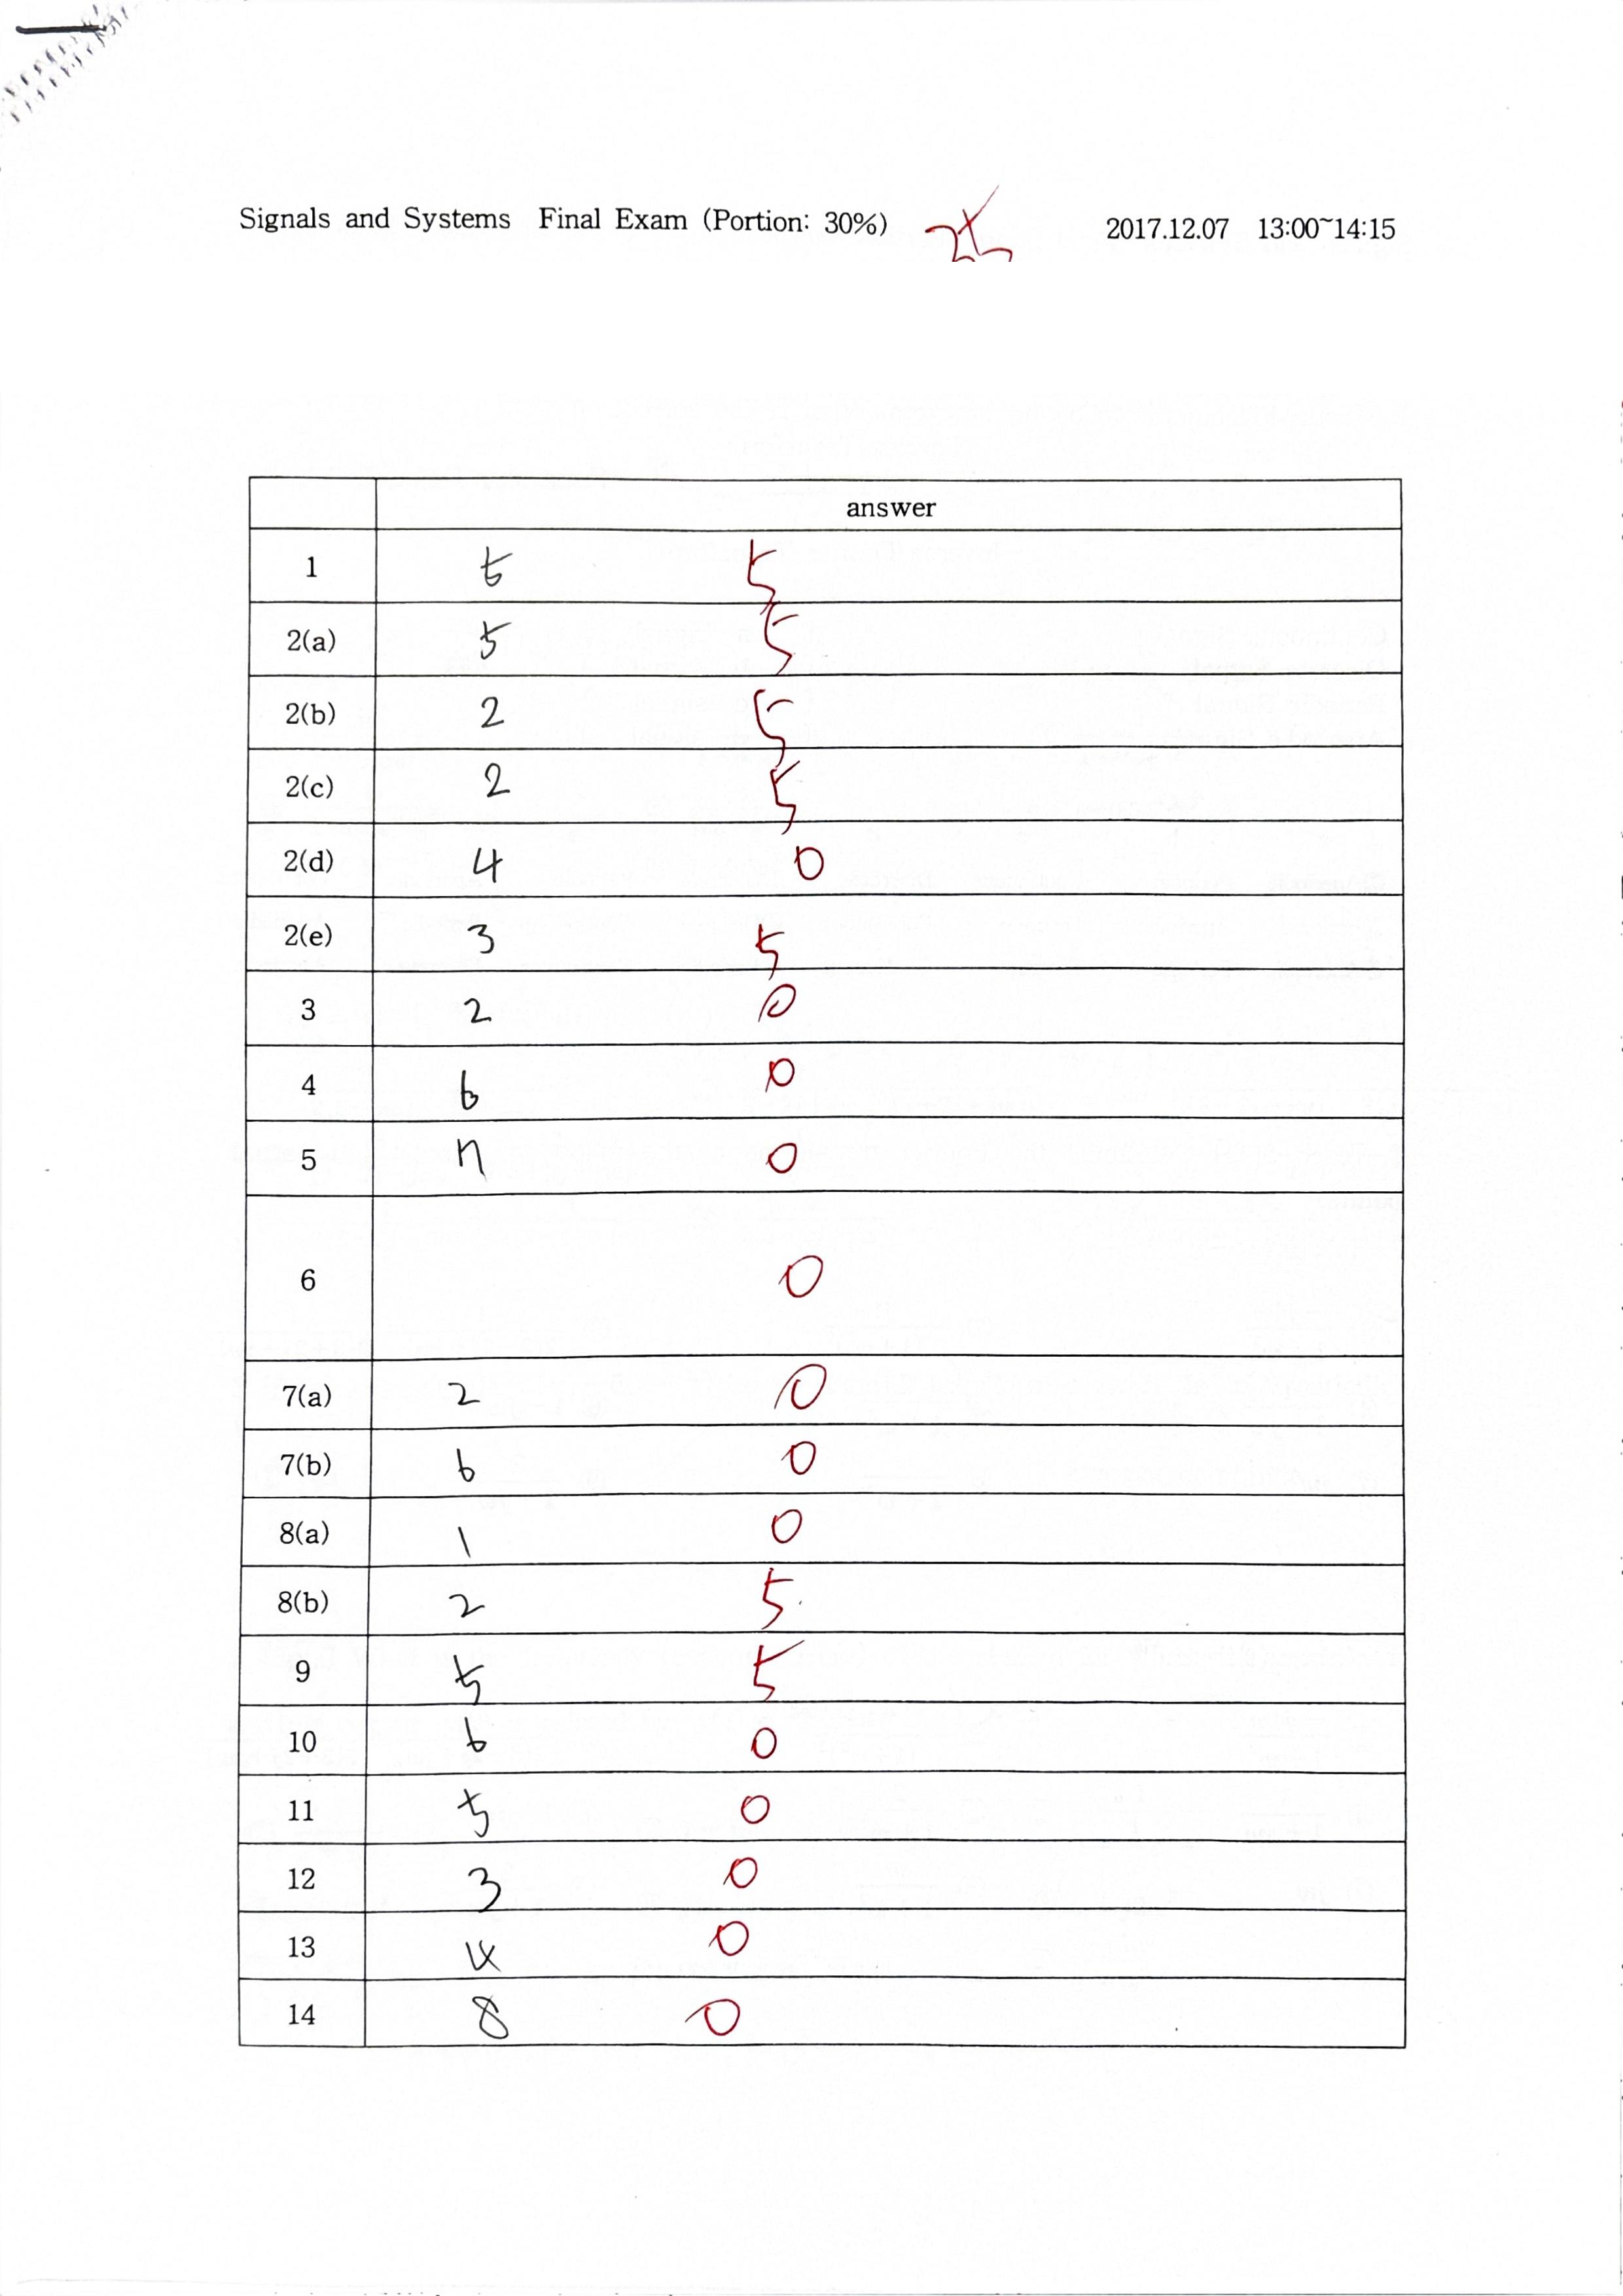 Signals and Systems Final Exam (Portion: 30%) 2017.12.07 13:00~14:15
answer
1 5 5
2(a) 5 5
2(b) 2 5
2(c) 2 5
2(d) 4 0
2(e) 3 5
3 2 0
4 6 0
5 n 0
6 0
7(a) 2 0
7(b) 6 0
8(a) 1 0
8(b) 2 5
9 5 5
10 6 0
11 5 0
12 3 0
13 4 0
14 8 0